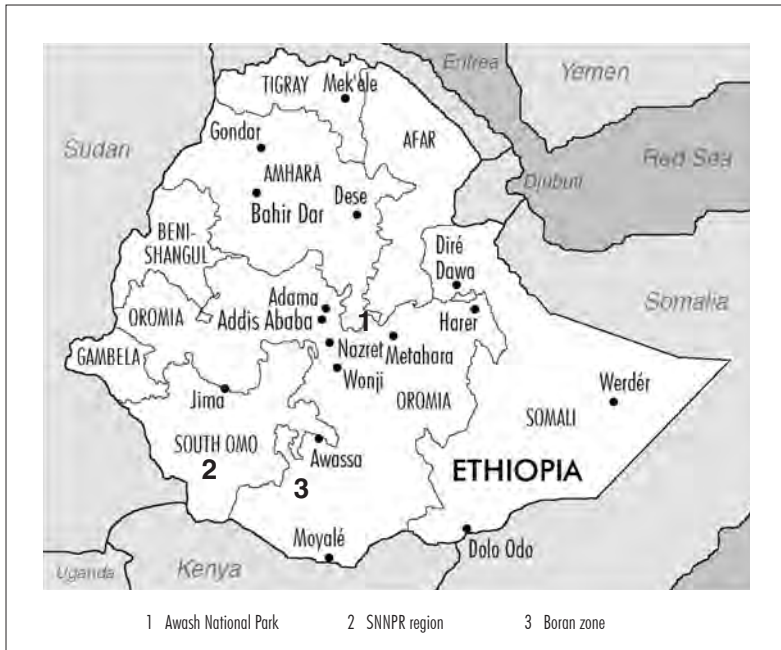 Eritrea
Yemen
TIGRAY
Mek'ele
Gondar
AFAR
Sudan
Red Sea
AMHARA
Djubuti
Bahir Dar
Dese
BENI-
SHANGUL
Diré
Dawa
Somalia
Adama
OROMIA
Addis Ababa
1
Harer
Nazret
Metahara
GAMBELA
Wonji
Jima
OROMIA
Werdér
SOMALI
SOUTH OMO
Awassa
2
3
ETHIOPIA
Moyalé
Dolo Odo
Uganda
Kenya
1 Awash National Park 2 SNNPR region 3 Boran zone